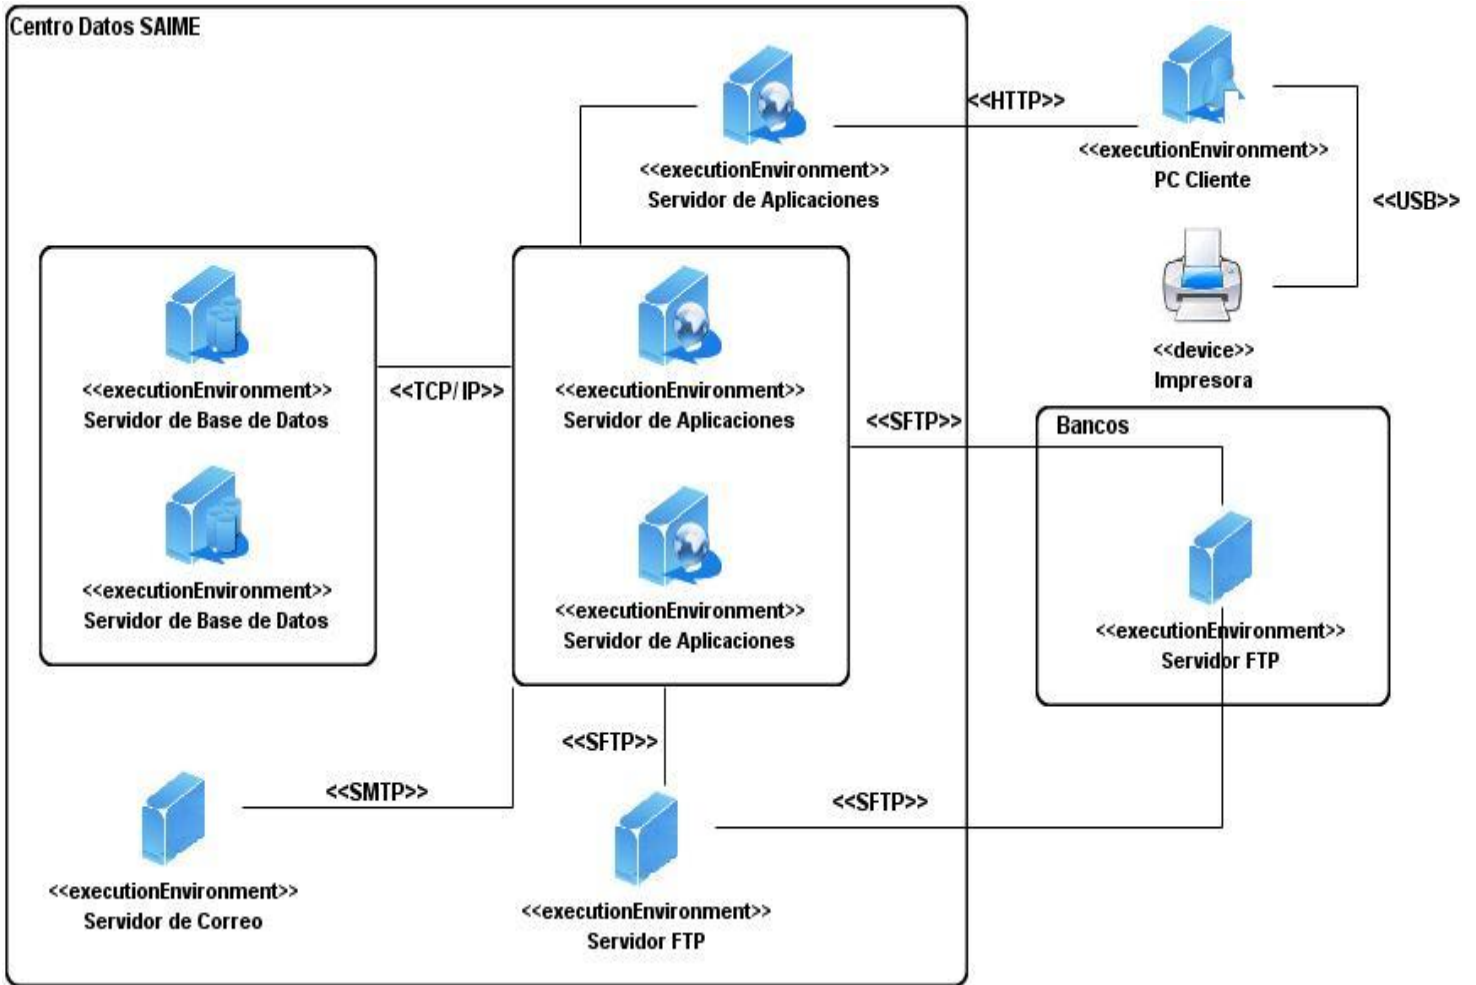 Centro Datos SAIME
<<HTTP>>
<<executionEnvironment>>
Servidor de Aplicaciones
<<executionEnvironment>>
PC Cliente
<<USB>>
<<device>>
Impresora
<<executionEnvironment>>
Servidor de Base de Datos
<<TCP/IP>>
<<executionEnvironment>>
Servidor de Aplicaciones
<<SFTP>>
Bancos
<<executionEnvironment>>
Servidor de Base de Datos
<<executionEnvironment>>
Servidor de Aplicaciones
<<executionEnvironment>>
Servidor FTP
<<SFTP>>
<<SMTP>>
<<SFTP>>
<<executionEnvironment>>
Servidor de Correo
<<executionEnvironment>>
Servidor FTP